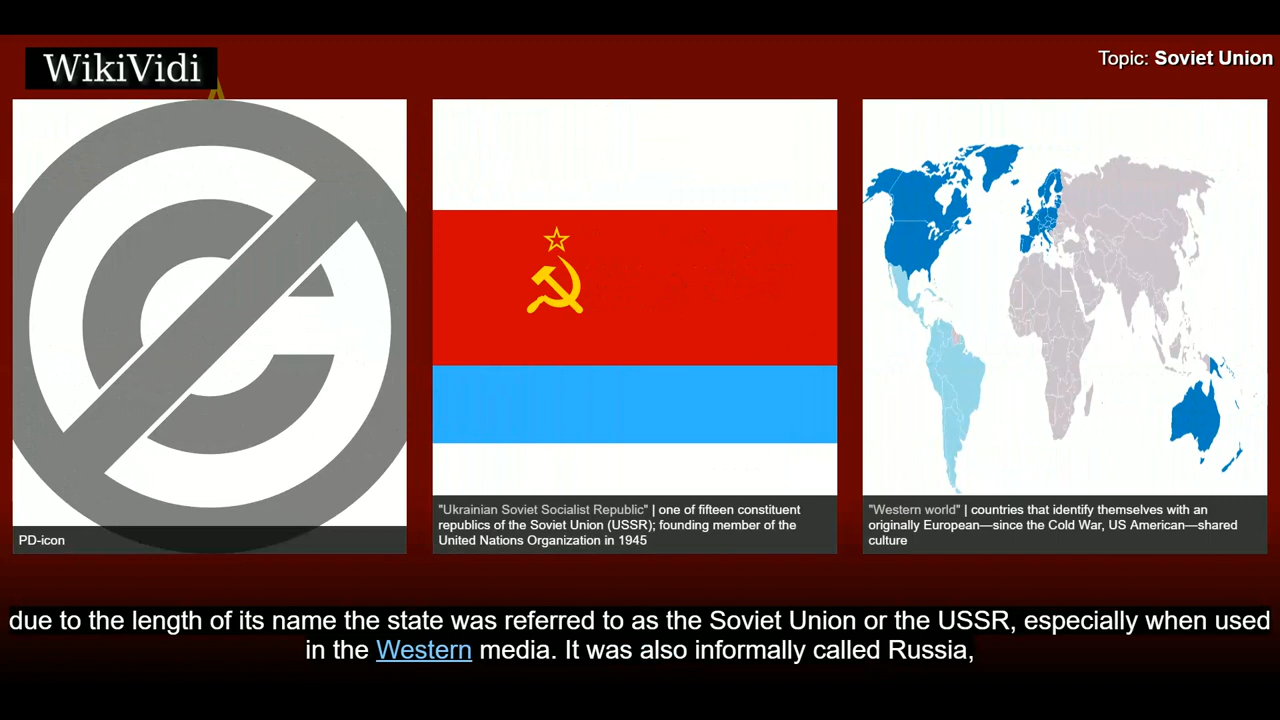 WikiVidi
Topic: Soviet Union
PD-icon
"Ukrainian Soviet Socialist Republic" | one of fifteen constituent
republics of the Soviet Union (USSR); founding member of the
United Nations Organization in 1945
"Western world" | countries that identify themselves with an
originally European—since the Cold War, US American—shared
culture
due to the length of its name the state was referred to as the Soviet Union or the USSR, especially when used
in the Western media. It was also informally called Russia,